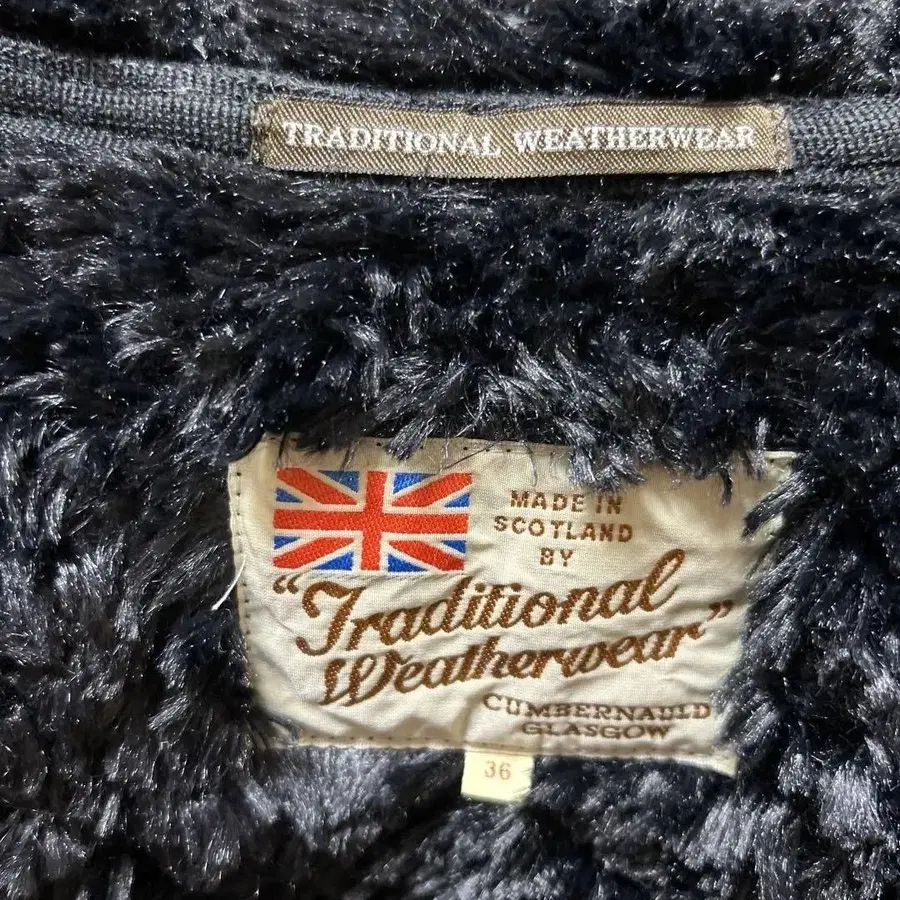 TRADITIONAL WEATHERWEAR
MADE IN
SCOTLAND
BY
"Traditional
Weatherwear"
CUMBERNAULD
GLASGOW
36